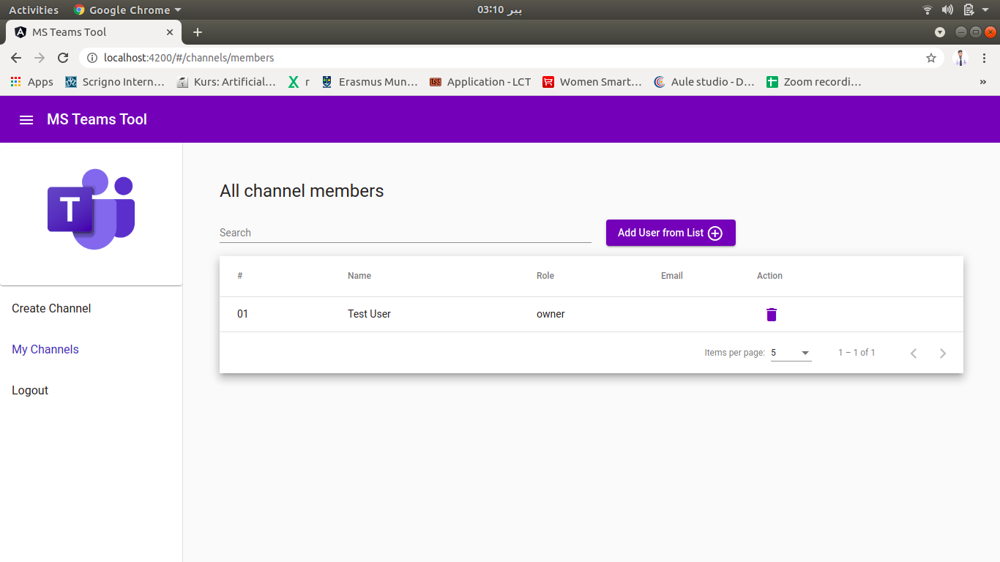 Activities Google Chrome پیر 03:10
MS Teams Tool
localhost:4200/#/channels/members
Apps Scrigno Intern… Kurs: Artificial… r Erasmus Mun… Application - LCT Women Smart… Aule studio - D… Zoom recordi… »
MS Teams Tool
T
All channel members
Search Add User from List
# Name Role Email Action
01 Test User owner
Items per page: 5 1 – 1 of 1
Create Channel
My Channels
Logout